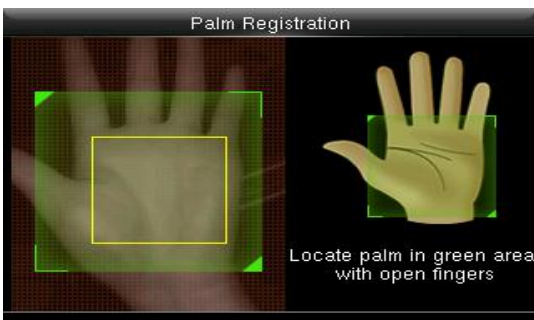 Palm Registration
Locate palm in green area
with open fingers